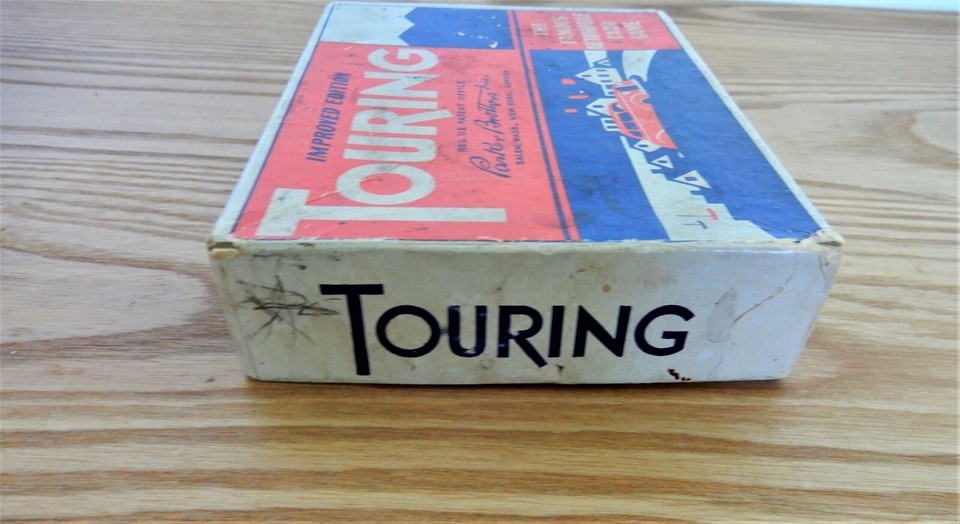 IMPROVED EDITION
TOURING
REG. U.S. PATENT OFFICE
Parker Brothers Inc
SALEM, MASS. NEW YORK, LONDON
THE
FAMOUS
AUTOMOBILE
CARD
GAME
TOURING